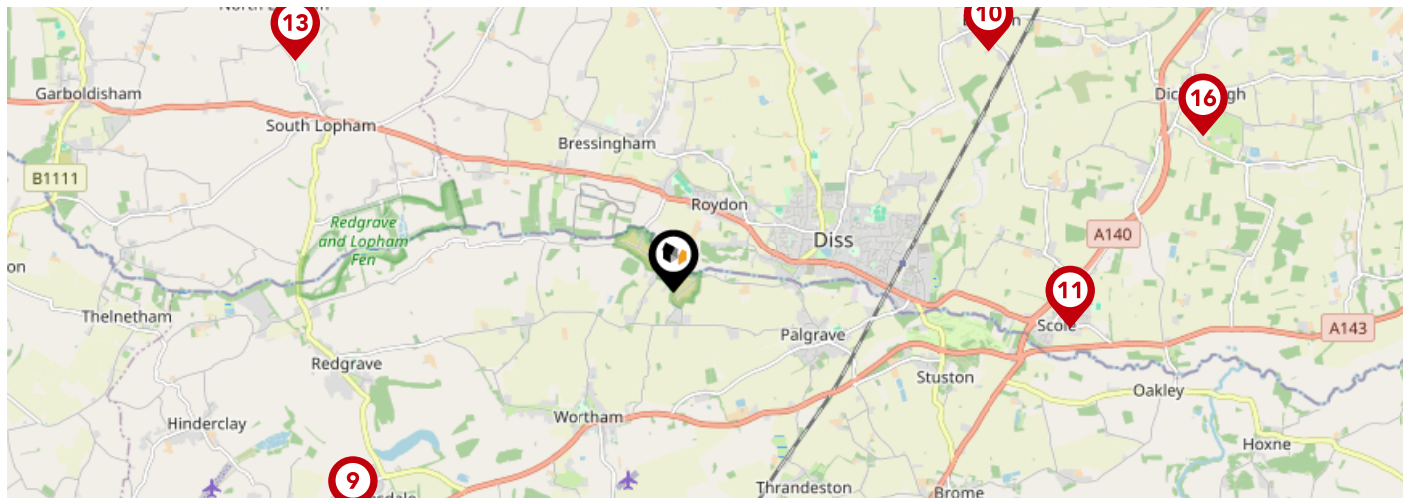 13
10
16
Garboldisham
South Lopham
Bressingham
B1111
Roydon
Redgrave
and Lopham
Fen
Diss
A140
on
11
Thelnetham
Scole
Palgrave
A143
Redgrave
Stuston
Oakley
Wortham
Hinderclay
Hoxne
9
Thrandeston
Brome